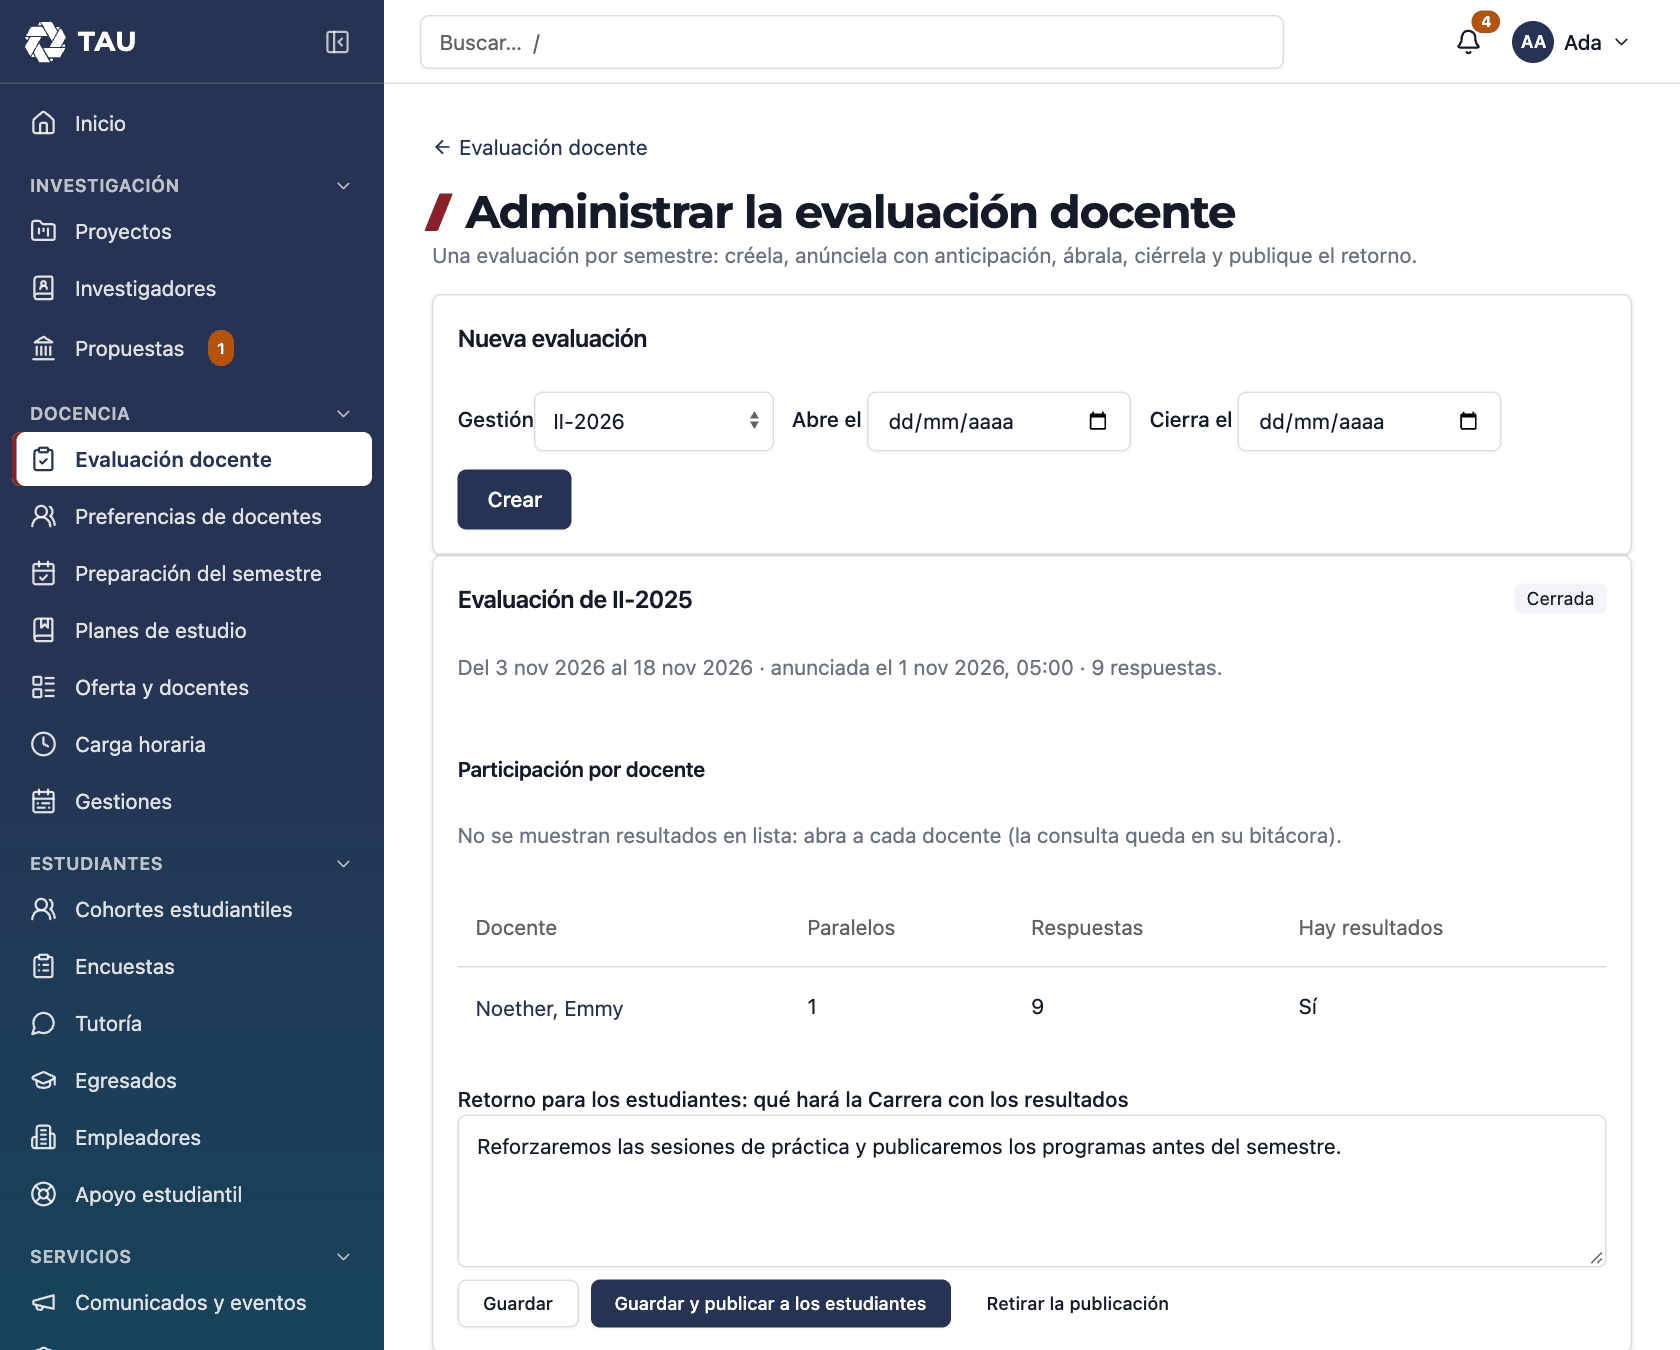 TAU
Buscar... /
4
AA
Ada
Inicio
INVESTIGACIÓN
Proyectos
Investigadores
Propuestas
1
DOCENCIA
Evaluación docente
Preferencias de docentes
Preparación del semestre
Planes de estudio
Oferta y docentes
Carga horaria
Gestiones
ESTUDIANTES
Cohortes estudiantiles
Encuestas
Tutoría
Egresados
Empleadores
Apoyo estudiantil
SERVICIOS
Comunicados y eventos
← Evaluación docente
Administrar la evaluación docente
Una evaluación por semestre: créela, anúnciela con anticipación, ábrala, ciérrela y publique el retorno.
Nueva evaluación
Gestión II-2026 Abre el dd/mm/aaaa Cierra el dd/mm/aaaa
Crear
Evaluación de II-2025
Cerrada
Del 3 nov 2026 al 18 nov 2026 · anunciada el 1 nov 2026, 05:00 · 9 respuestas.
Participación por docente
No se muestran resultados en lista: abra a cada docente (la consulta queda en su bitácora).
Docente Paralelos Respuestas Hay resultados
Noether, Emmy 1 9 Sí
Retorno para los estudiantes: qué hará la Carrera con los resultados
Reforzaremos las sesiones de práctica y publicaremos los programas antes del semestre.
Guardar Guardar y publicar a los estudiantes Retirar la publicación